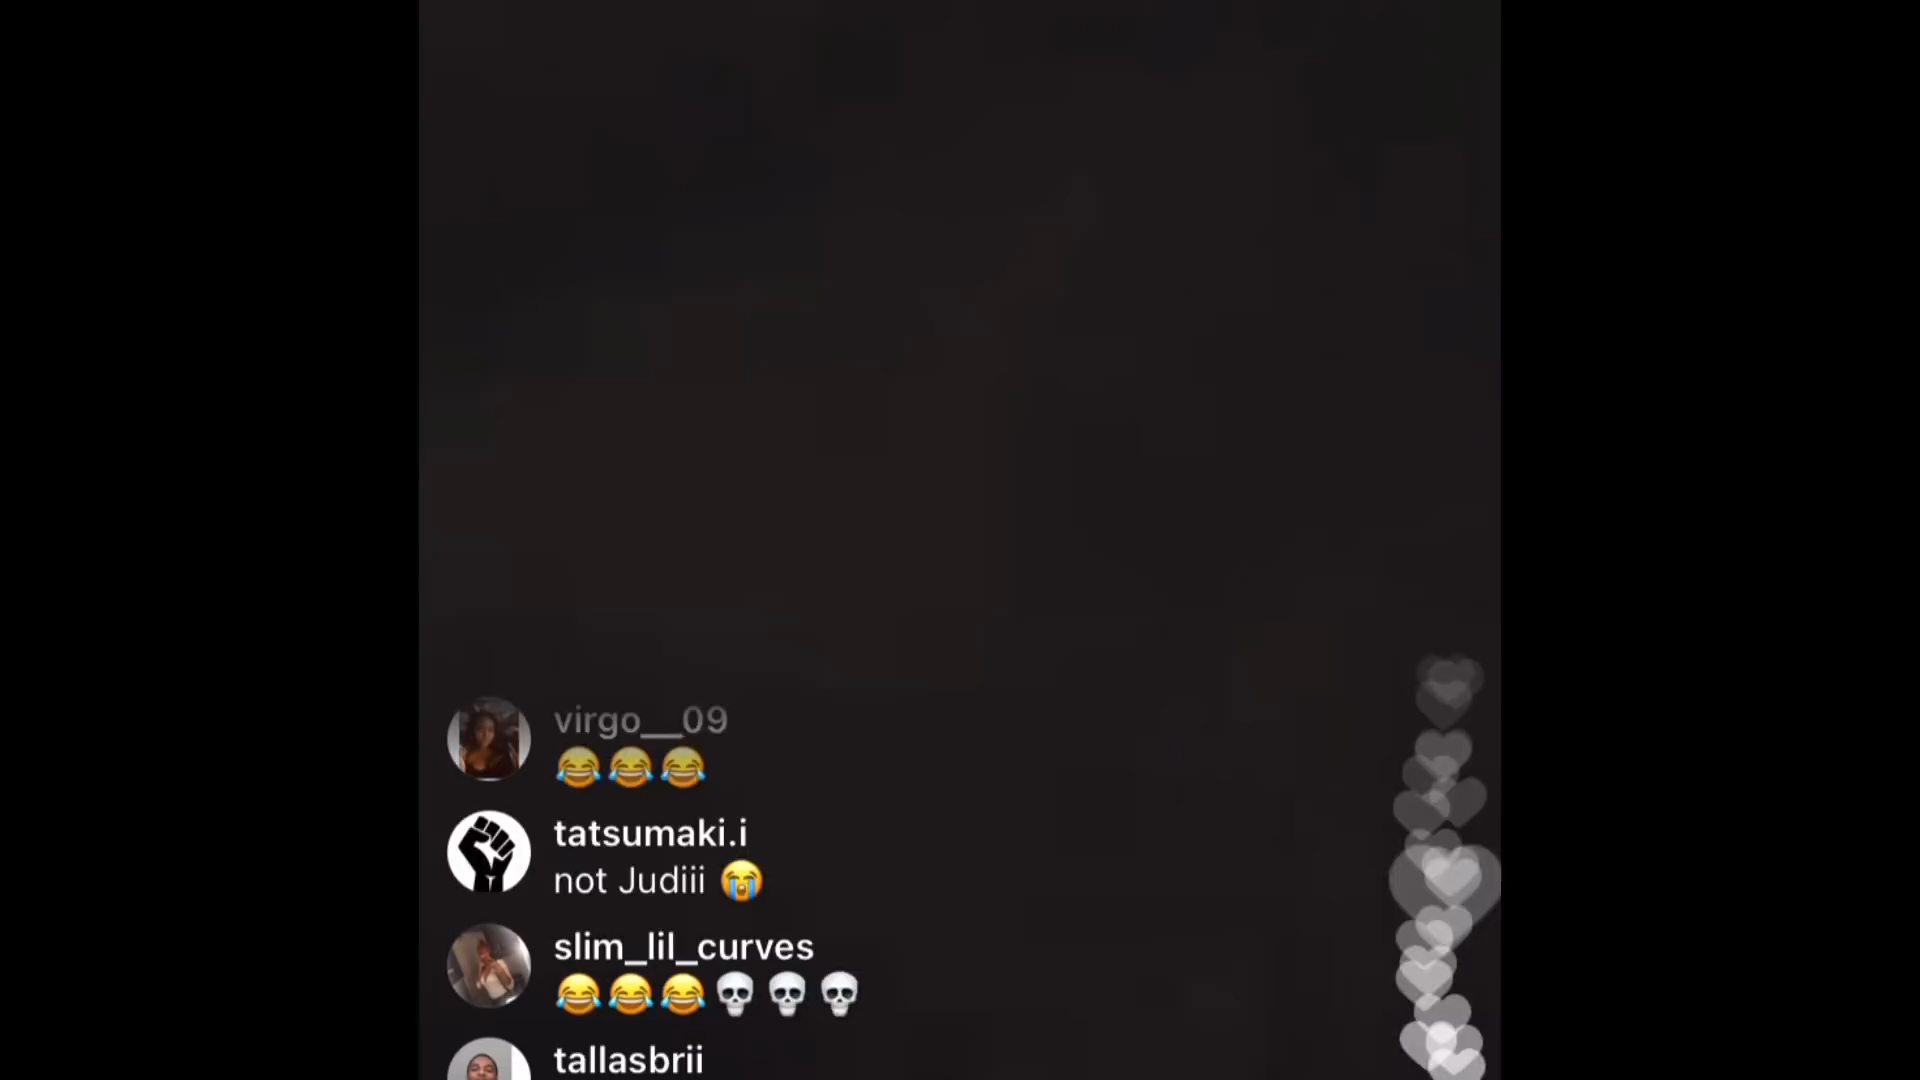 virgo__09
😂😂😂
tatsumaki.i
not Judiii 😭
slim_lil_curves
😂😂😂💀💀💀
tallasbrii